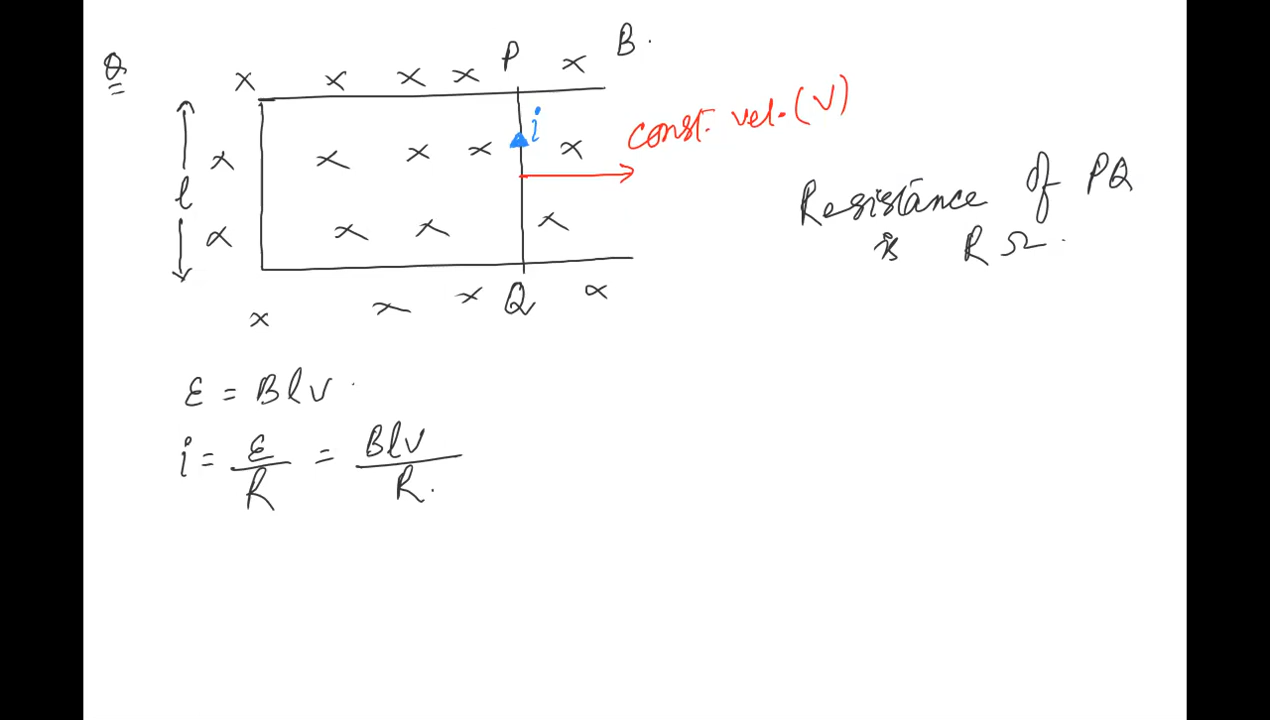 Q
P
B.
i
const. vel. (V)
l
Resistance of PQ
is R Ω.
Q
ε = Blv.
i = ε/R = Blv/R.